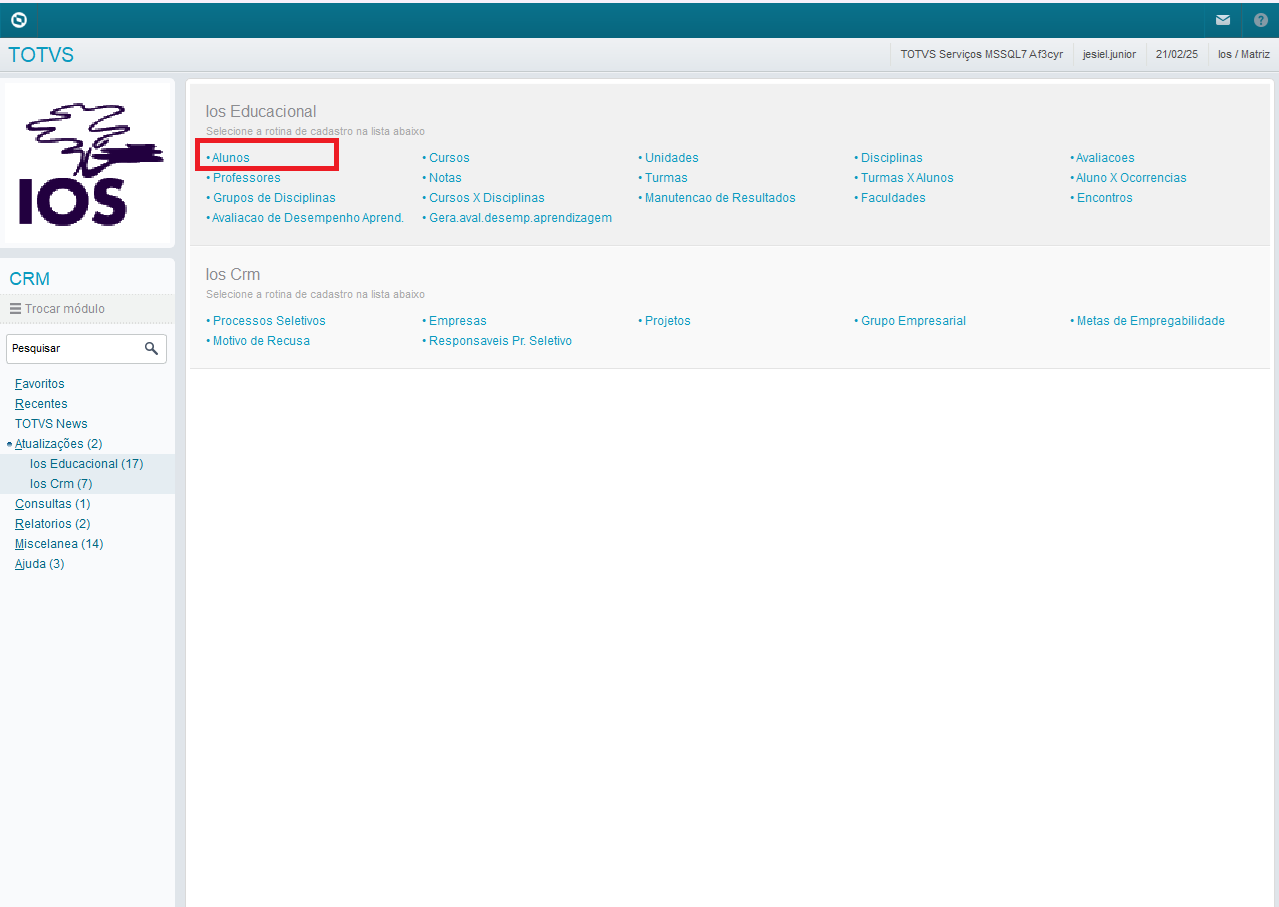 TOTVS
TOTVS Serviços MSSQL7 Af3cyr
jesiel.junior
21/02/25
Ios / Matriz
IOS
CRM
Trocar módulo
Pesquisar
Favoritos
Recentes
TOTVS News
• Atualizações (2)
Ios Educacional (17)
Ios Crm (7)
Consultas (1)
Relatorios (2)
Miscelanea (14)
Ajuda (3)
Ios Educacional
Selecione a rotina de cadastro na lista abaixo
• Alunos • Cursos • Unidades • Disciplinas • Avaliacoes
• Professores • Notas • Turmas • Turmas X Alunos • Aluno X Ocorrencias
• Grupos de Disciplinas • Cursos X Disciplinas • Manutencao de Resultados • Faculdades • Encontros
• Avaliacao de Desempenho Aprend. • Gera.aval.desemp.aprendizagem
Ios Crm
Selecione a rotina de cadastro na lista abaixo
• Processos Seletivos • Empresas • Projetos • Grupo Empresarial • Metas de Empregabilidade
• Motivo de Recusa • Responsaveis Pr. Seletivo